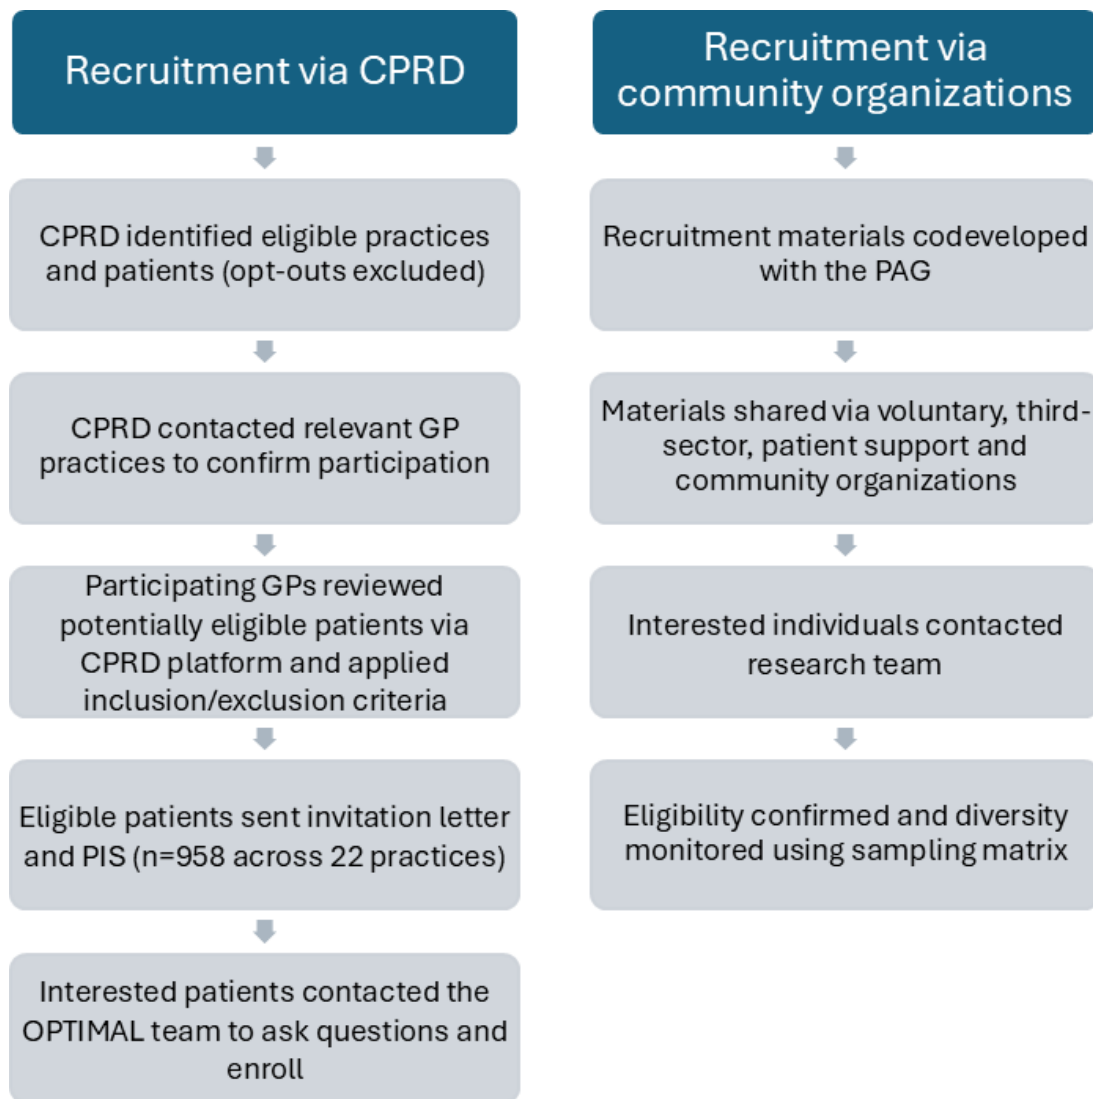 Recruitment via CPRD
CPRD identified eligible practices
and patients (opt-outs excluded)
CPRD contacted relevant GP
practices to confirm participation
Participating GPs reviewed
potentially eligible patients via
CPRD platform and applied
inclusion/exclusion criteria
Eligible patients sent invitation letter
and PIS (n=958 across 22 practices)
Interested patients contacted the
OPTIMAL team to ask questions and
enroll
Recruitment via
community organizations
Recruitment materials codeveloped
with the PAG
Materials shared via voluntary, third-
sector, patient support and
community organizations
Interested individuals contacted
research team
Eligibility confirmed and diversity
monitored using sampling matrix